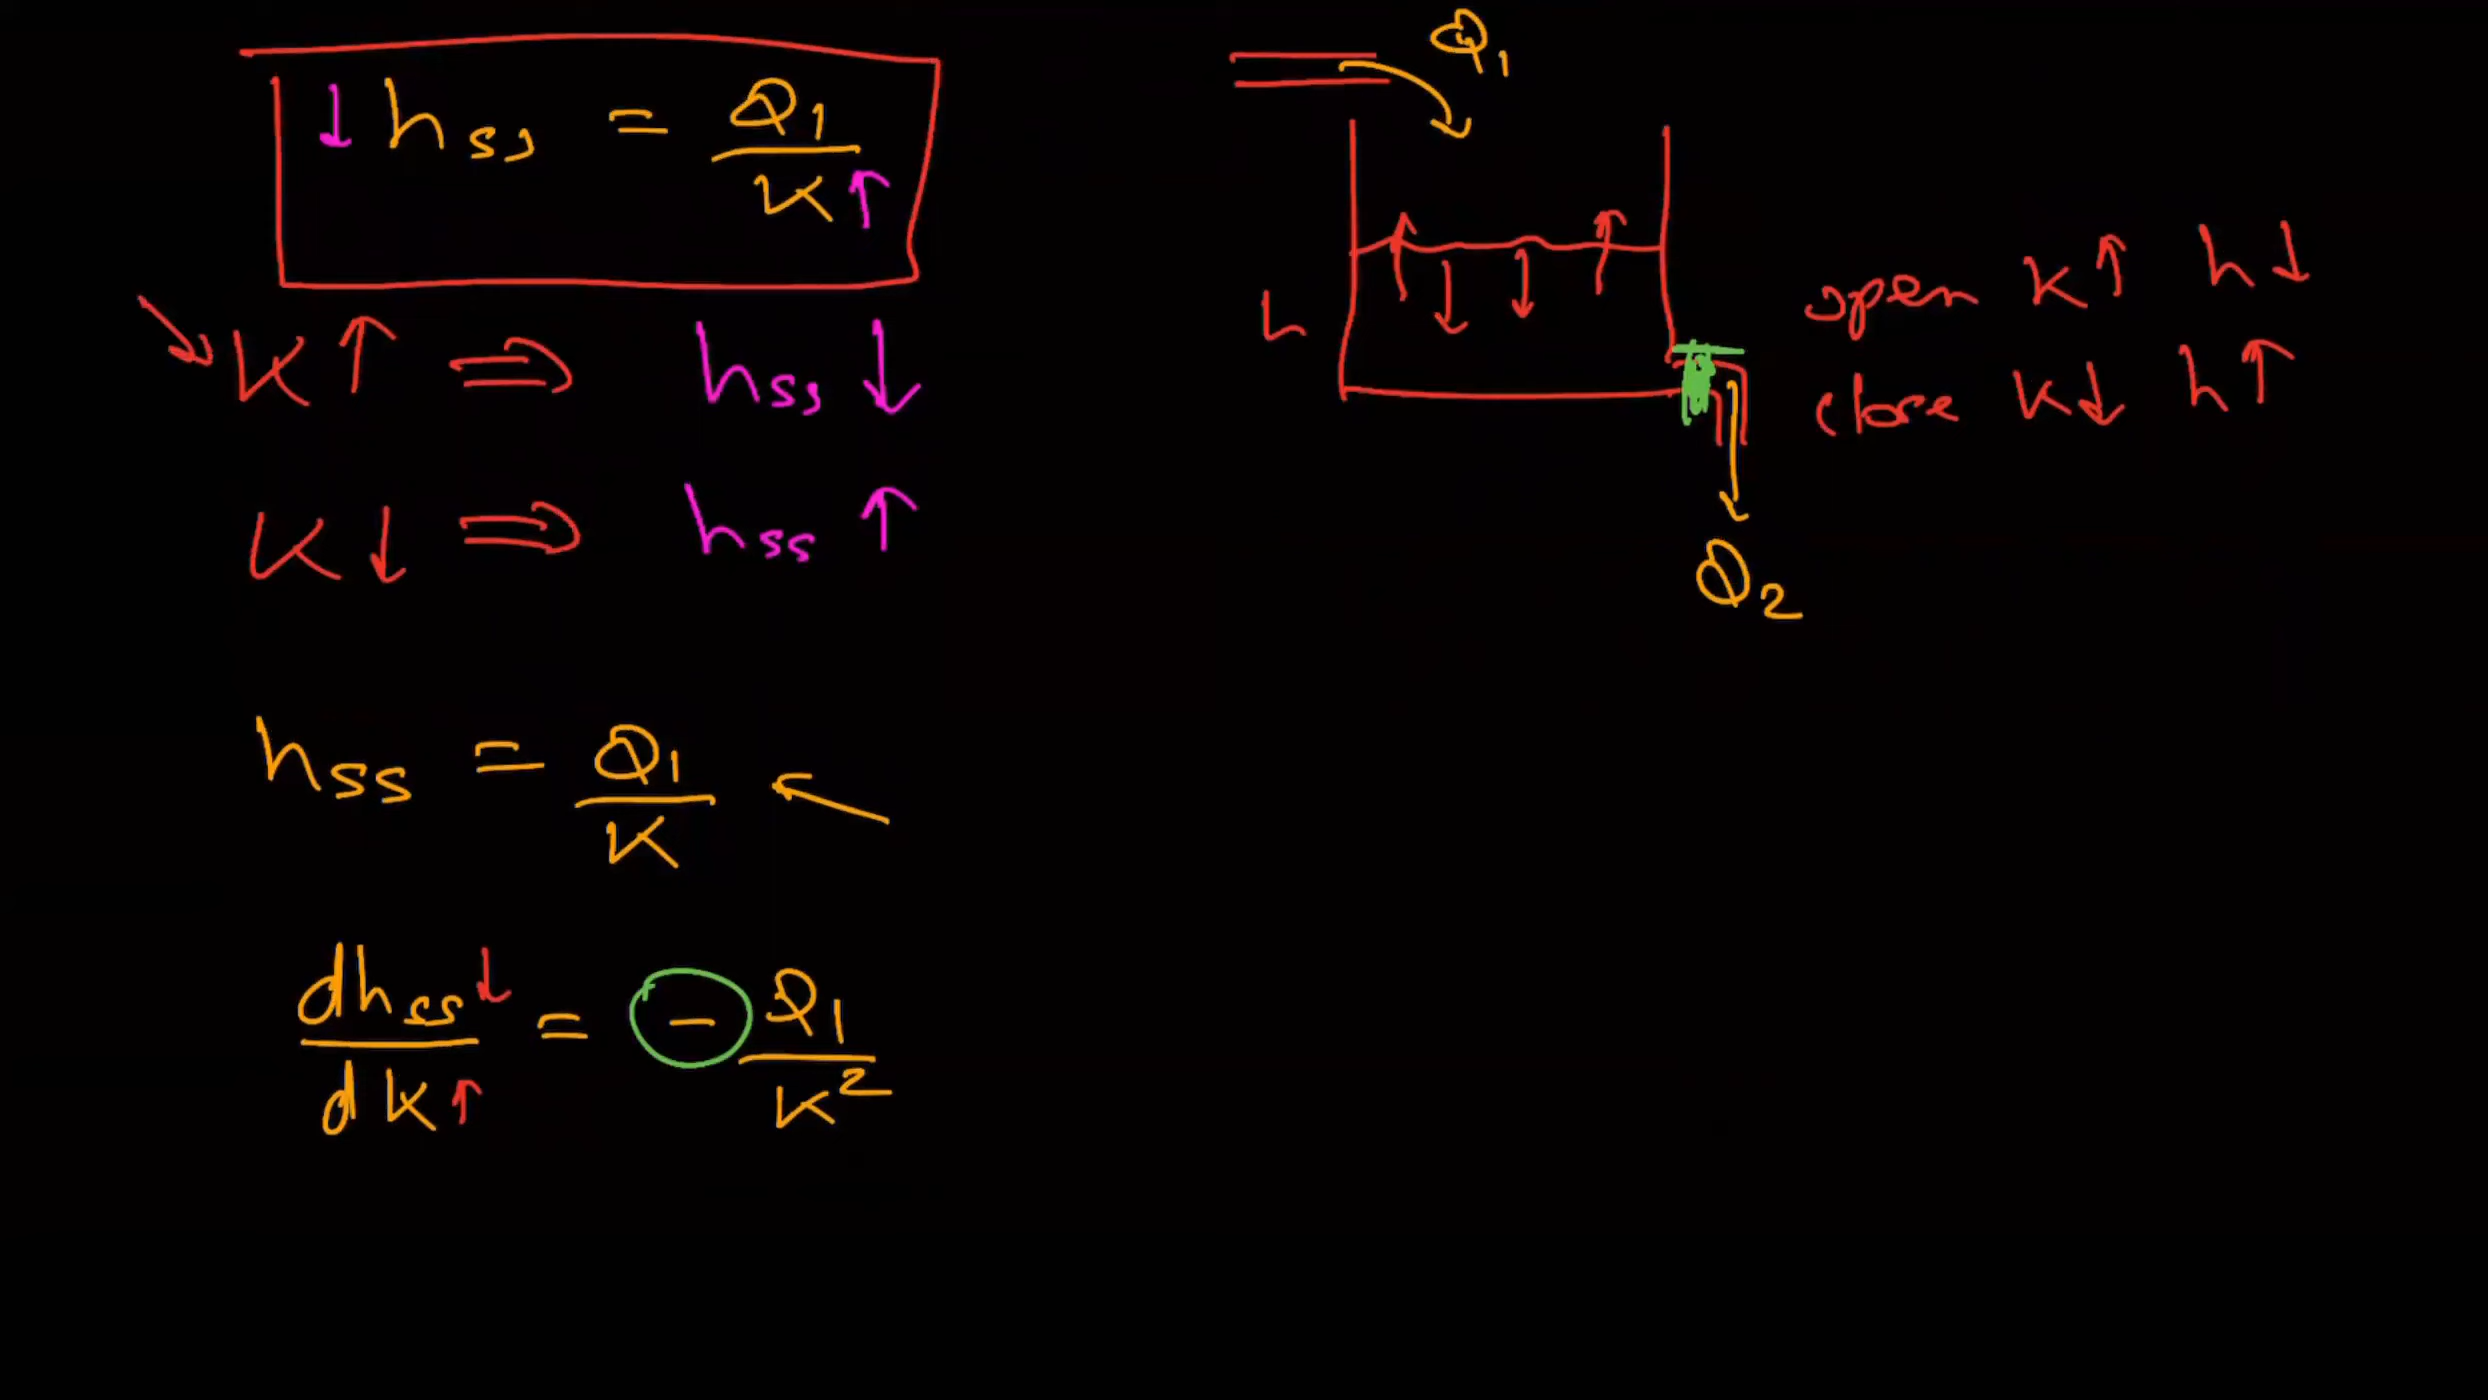 ↓ h_ss = Q₁ / K ↑
K ↑ ⇒ h_ss ↓
K ↓ ⇒ h_ss ↑
h_ss = Q₁ / K ←
dh_ss ↓ / dK ↑ = − Q₁ / K²
Q₁
h
open K ↑ h ↓
close K ↓ h ↑
Q₂